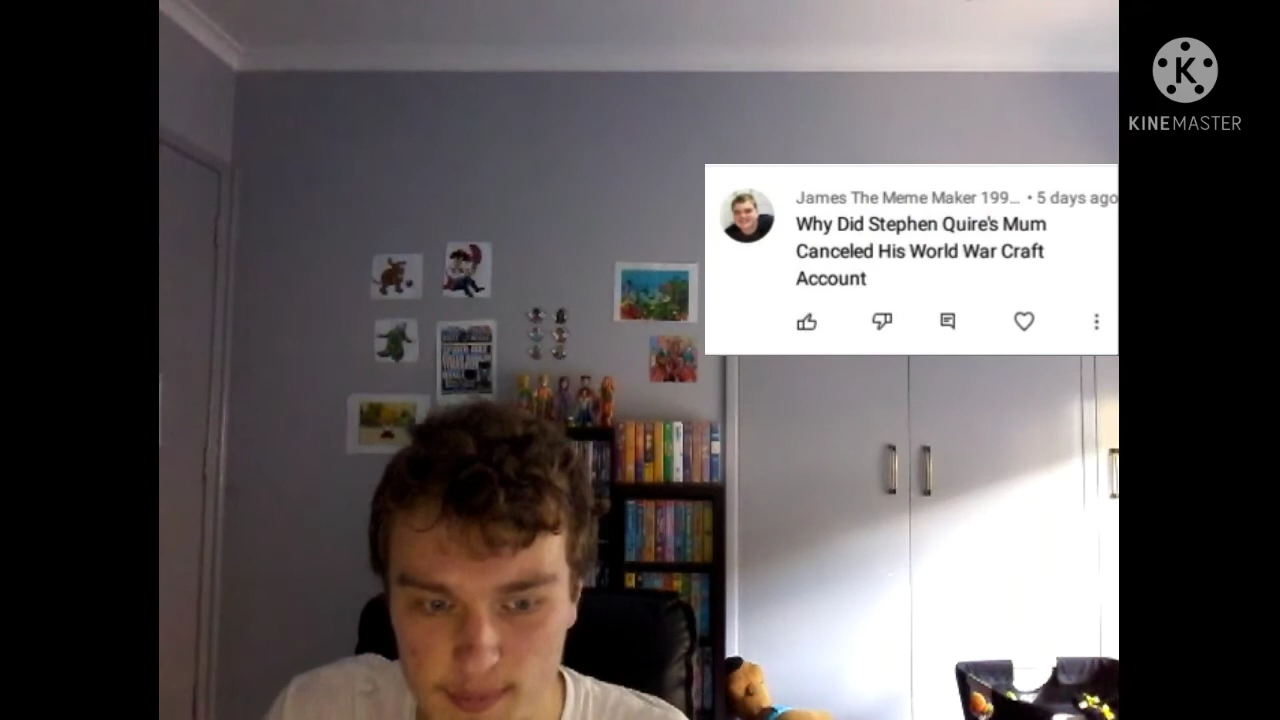 James The Meme Maker 199... • 5 days ago
Why Did Stephen Quire's Mum
Canceled His World War Craft
Account
KINEMASTER